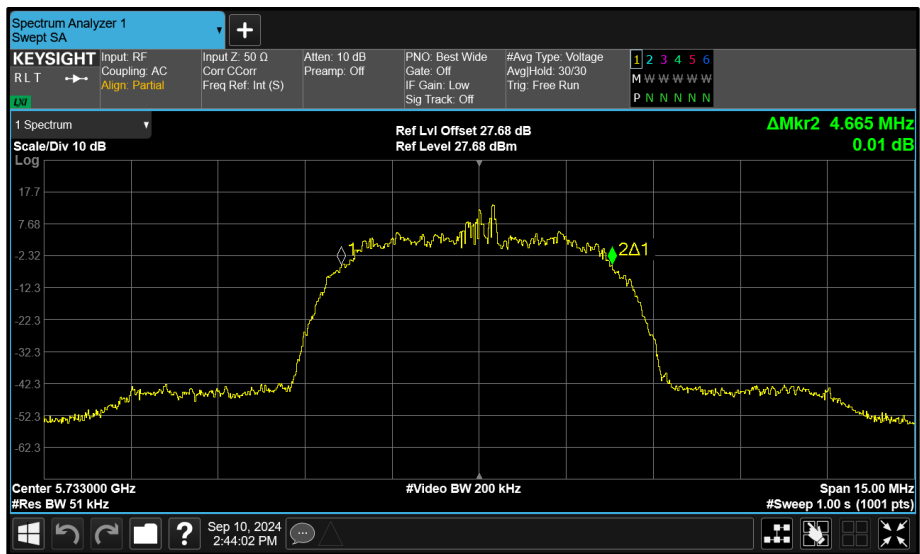 Spectrum Analyzer 1
Swept SA
KEYSIGHT
R L T
LXI
Input: RF
Coupling: AC
Align: Partial
Input Z: 50 Ω
Corr CCorr
Freq Ref: Int (S)
Atten: 10 dB
Preamp: Off
PNO: Best Wide
Gate: Off
IF Gain: Low
Sig Track: Off
#Avg Type: Voltage
Avg|Hold: 30/30
Trig: Free Run
1 2 3 4 5 6
M W W W W W
P N N N N N
1 Spectrum
Scale/Div 10 dB
Ref Lvl Offset 27.68 dB
Ref Level 27.68 dBm
ΔMkr2 4.665 MHz
0.01 dB
Log
17.7
7.68
-2.32
-12.3
-22.3
-32.3
-42.3
-52.3
-62.3
1
2Δ1
Center 5.733000 GHz
#Res BW 51 kHz
#Video BW 200 kHz
Span 15.00 MHz
#Sweep 1.00 s (1001 pts)
?
Sep 10, 2024
2:44:02 PM